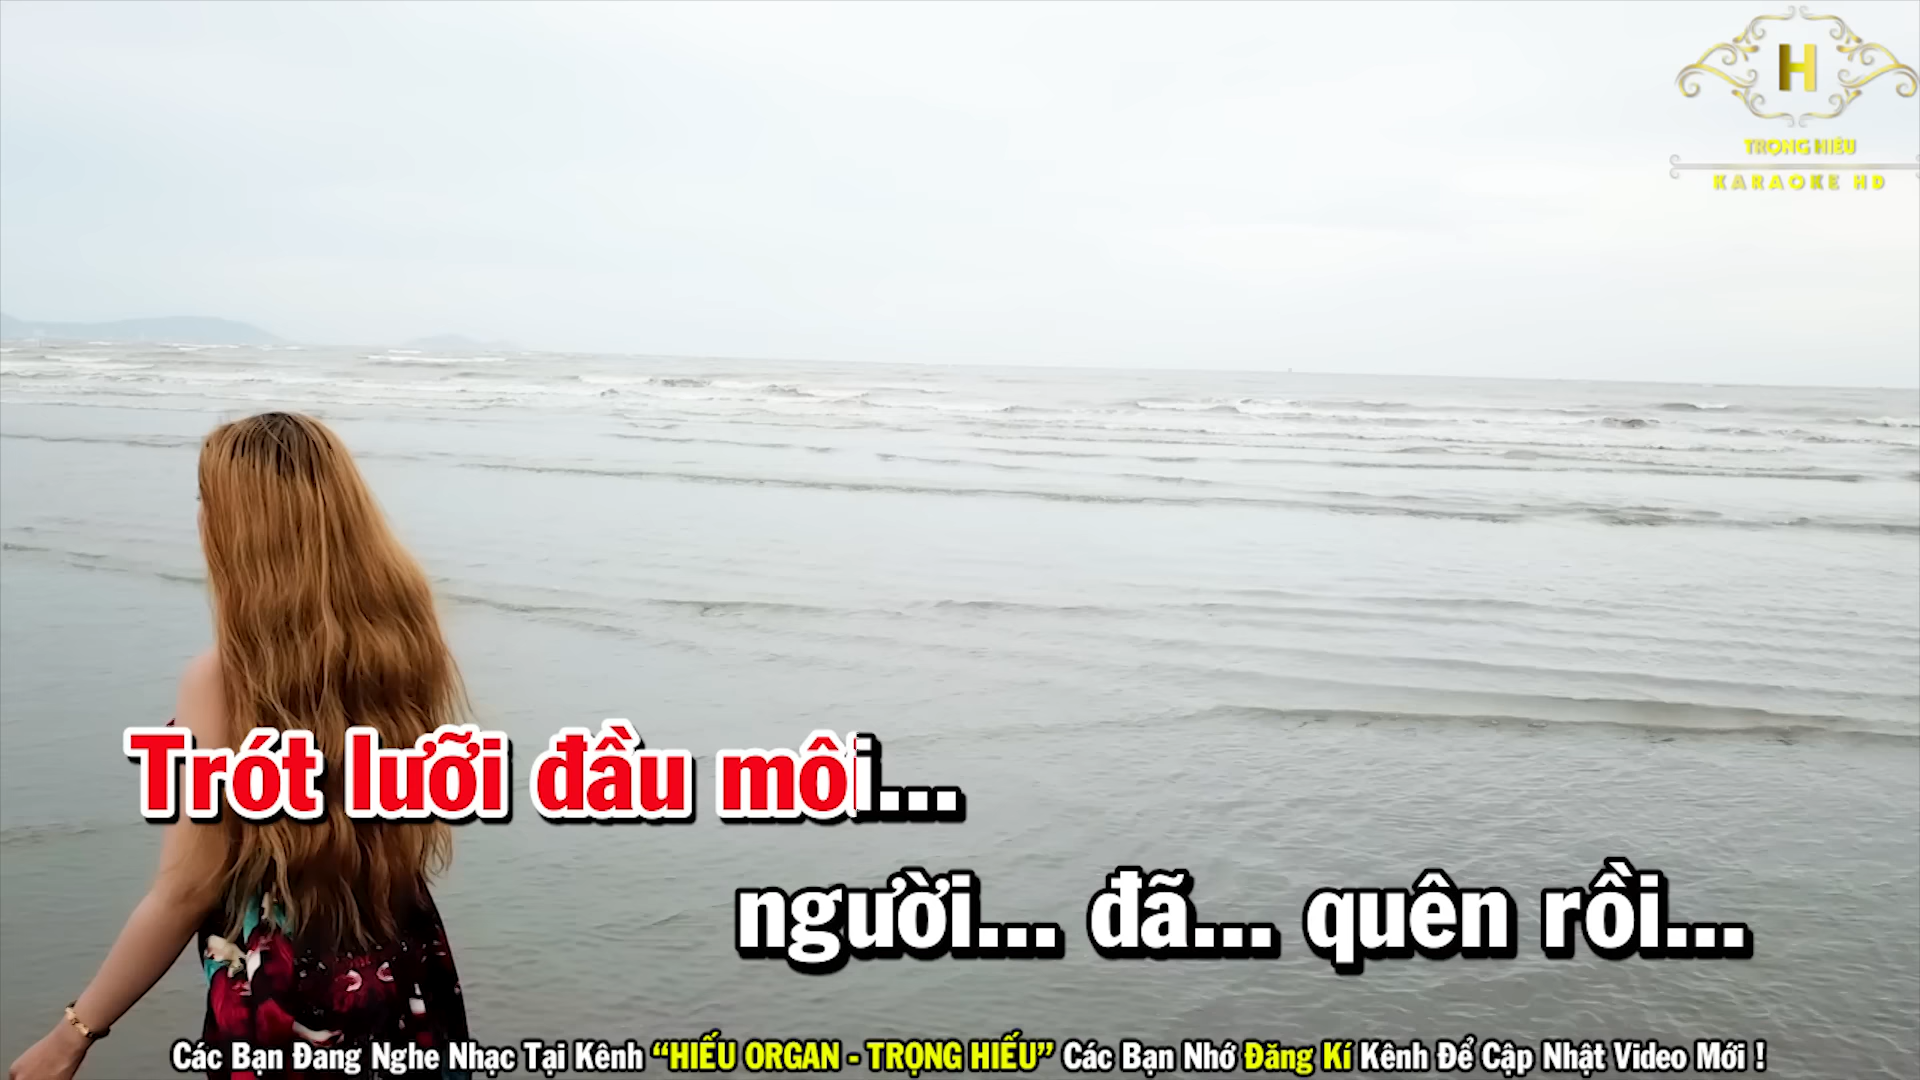 H
TRỌNG HIẾU
KARAOKE HD
Trót lưỡi đầu môi...
người... đã... quên rồi...
Các Bạn Đang Nghe Nhạc Tại Kênh “HIẾU ORGAN - TRỌNG HIẾU” Các Bạn Nhớ Đăng Kí Kênh Để Cập Nhật Video Mới !